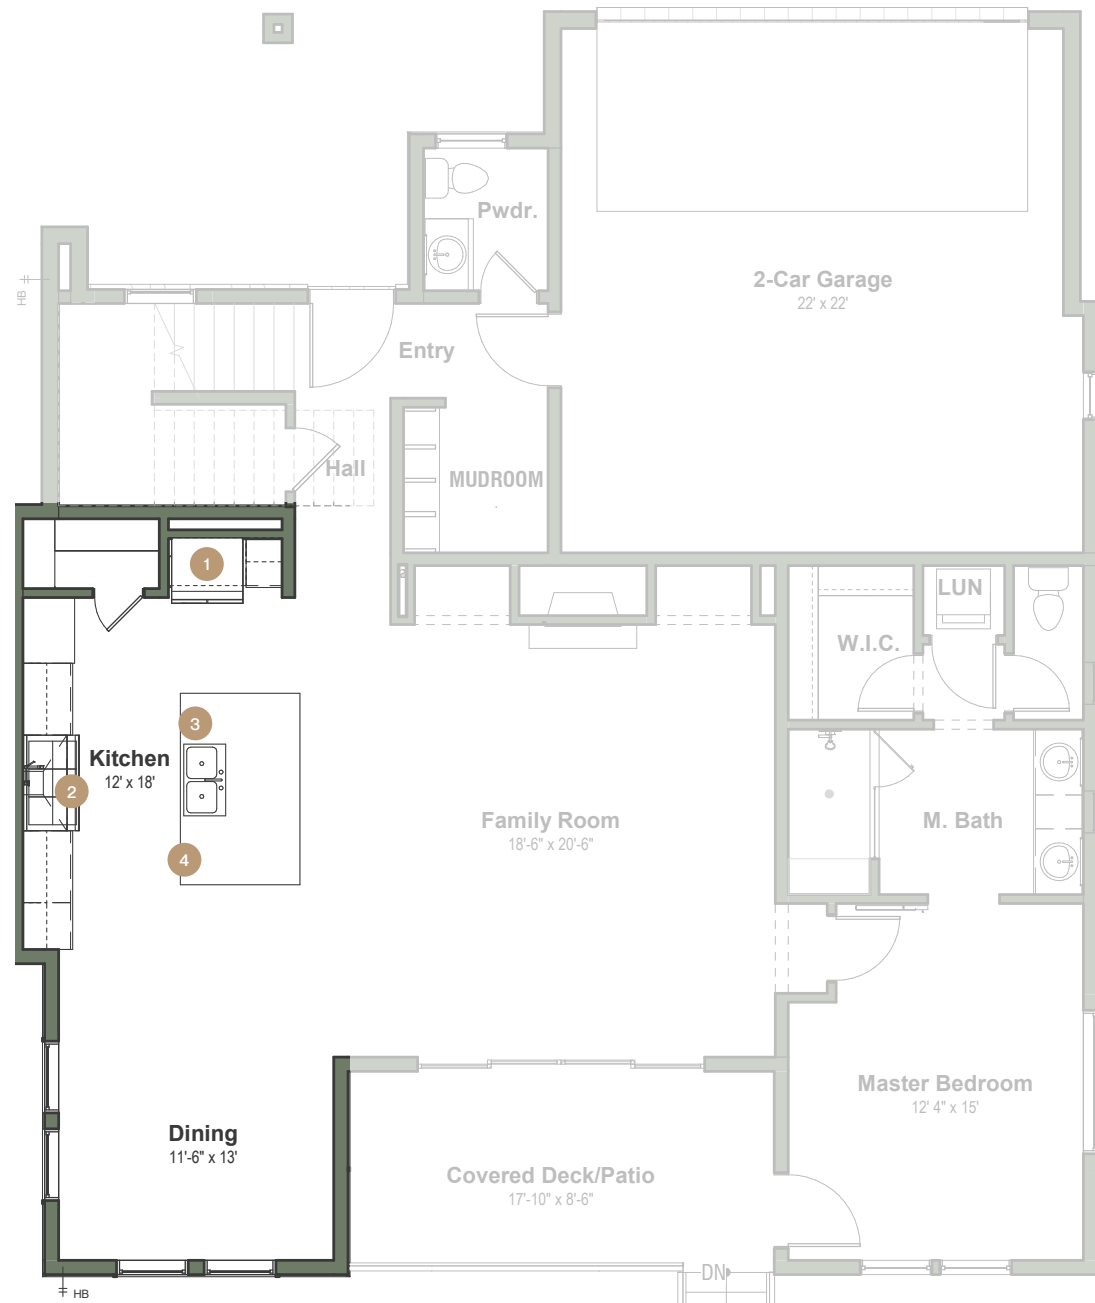 Pwdr.
2-Car Garage
22' x 22'
HB
Entry
Hall
MUDROOM
1
LUN
W.I.C.
3
Kitchen
12' x 18'
2
Family Room
18'-6" x 20'-6"
M. Bath
4
Master Bedroom
12' 4" x 15'
Dining
11'-6" x 13'
Covered Deck/Patio
17'-10" x 8'-6"
DN
HB